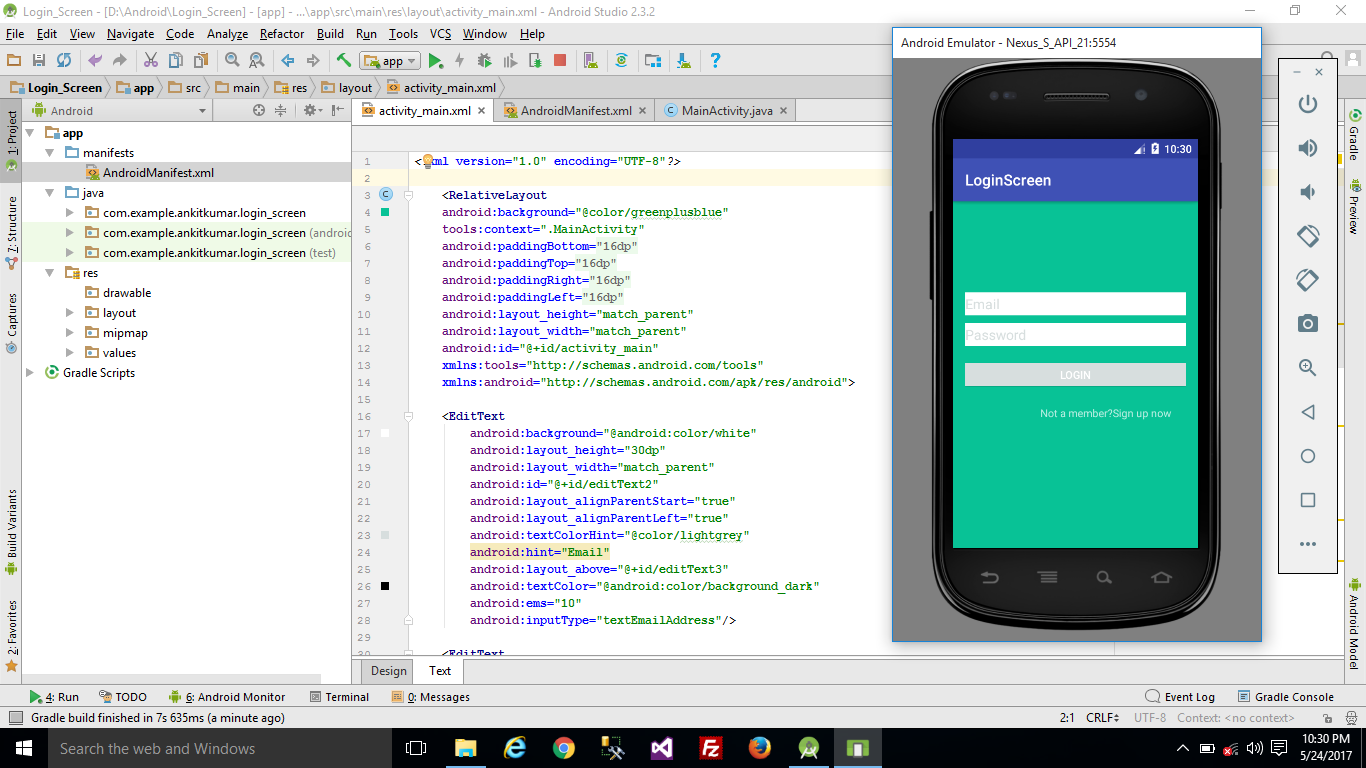 Login_Screen - [D:\Android\Login_Screen] - [app] - ...\app\src\main\res\layout\activity_main.xml - Android Studio 2.3.2
File Edit View Navigate Code Analyze Refactor Build Run Tools VCS Window Help
app
Login_Screen app src main res layout activity_main.xml
Android
activity_main.xml AndroidManifest.xml MainActivity.java
1: Project
7: Structure
Captures
Build Variants
2: Favorites
app
manifests
AndroidManifest.xml
java
com.example.ankitkumar.login_screen
com.example.ankitkumar.login_screen (android
com.example.ankitkumar.login_screen (test)
res
drawable
layout
mipmap
values
Gradle Scripts
1 <?xml version="1.0" encoding="UTF-8"?>
2
3 <RelativeLayout
4 android:background="@color/greenplusblue"
5 tools:context=".MainActivity"
6 android:paddingBottom="16dp"
7 android:paddingTop="16dp"
8 android:paddingRight="16dp"
9 android:paddingLeft="16dp"
10 android:layout_height="match_parent"
11 android:layout_width="match_parent"
12 android:id="@+id/activity_main"
13 xmlns:tools="http://schemas.android.com/tools"
14 xmlns:android="http://schemas.android.com/apk/res/android">
15
16 <EditText
17 android:background="@android:color/white"
18 android:layout_height="30dp"
19 android:layout_width="match_parent"
20 android:id="@+id/editText2"
21 android:layout_alignParentStart="true"
22 android:layout_alignParentLeft="true"
23 android:textColorHint="@color/lightgrey"
24 android:hint="Email"
25 android:layout_above="@+id/editText3"
26 android:textColor="@android:color/background_dark"
27 android:ems="10"
28 android:inputType="textEmailAddress"/>
29
30 <EditText
Design Text
Android Emulator - Nexus_S_API_21:5554
10:30
LoginScreen
Email
Password
LOGIN
Not a member?Sign up now
Gradle
Preview
Android Model
4: Run TODO 6: Android Monitor Terminal 0: Messages Event Log Gradle Console
Gradle build finished in 7s 635ms (a minute ago) 2:1 CRLF UTF-8 Context: <no context>
Search the web and Windows
10:30 PM
5/24/2017